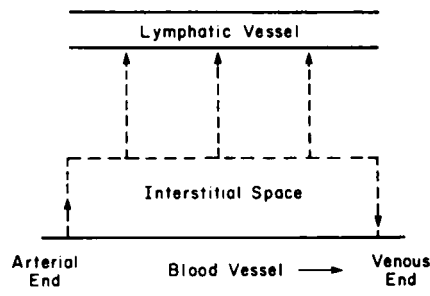 Lymphatic Vessel
Interstitial Space
Arterial
End
Blood Vessel
Venous
End